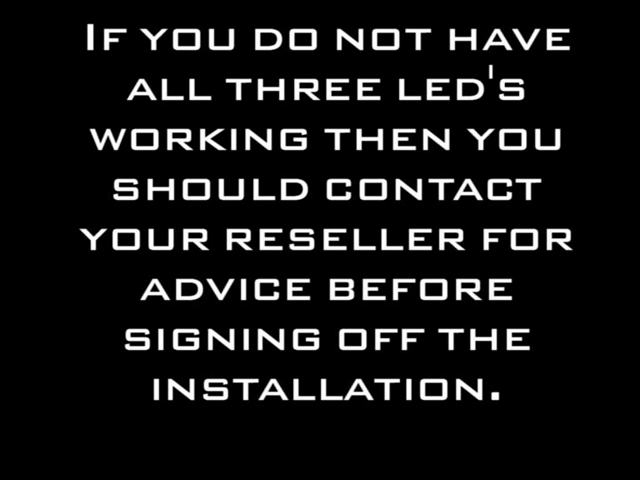 If you do not have
all three LED's
working then you
should contact
your reseller for
advice before
signing off the
installation.